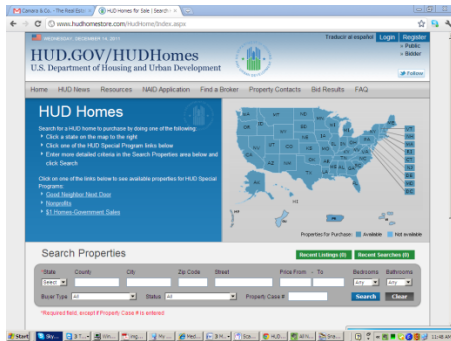 HUD Homes for Sale | Search
www.hudhomestore.com/HudHome/Index.aspx
WEDNESDAY, DECEMBER 14, 2011
Traducir al español Login Register
HUD.GOV/HUDHomes
U.S. Department of Housing and Urban Development
» Public
» Bidder
Follow
Home HUD News Resources NAID Application Find a Broker Property Contacts Bid Results FAQ
HUD Homes
Search for a HUD home to purchase by doing one of the following:
Click a state on the map to the right
Click one of the HUD Special Program links below
Enter more detailed criteria in the Search Properties area below and
click Search
Click on one of the links below to see available properties for HUD Special
Programs:
Good Neighbor Next Door
Nonprofits
$1 Homes-Government Sales
Properties for Purchase: Available Not available
Search Properties
Recent Listings (0) Recent Searches (0)
*State County City Zip Code Street Price From - To Bedrooms Bathrooms
Select Any Any
Buyer Type All Status All Property Case # Search Clear
*Required field, except if Property Case # is entered
Start 11:48 AM